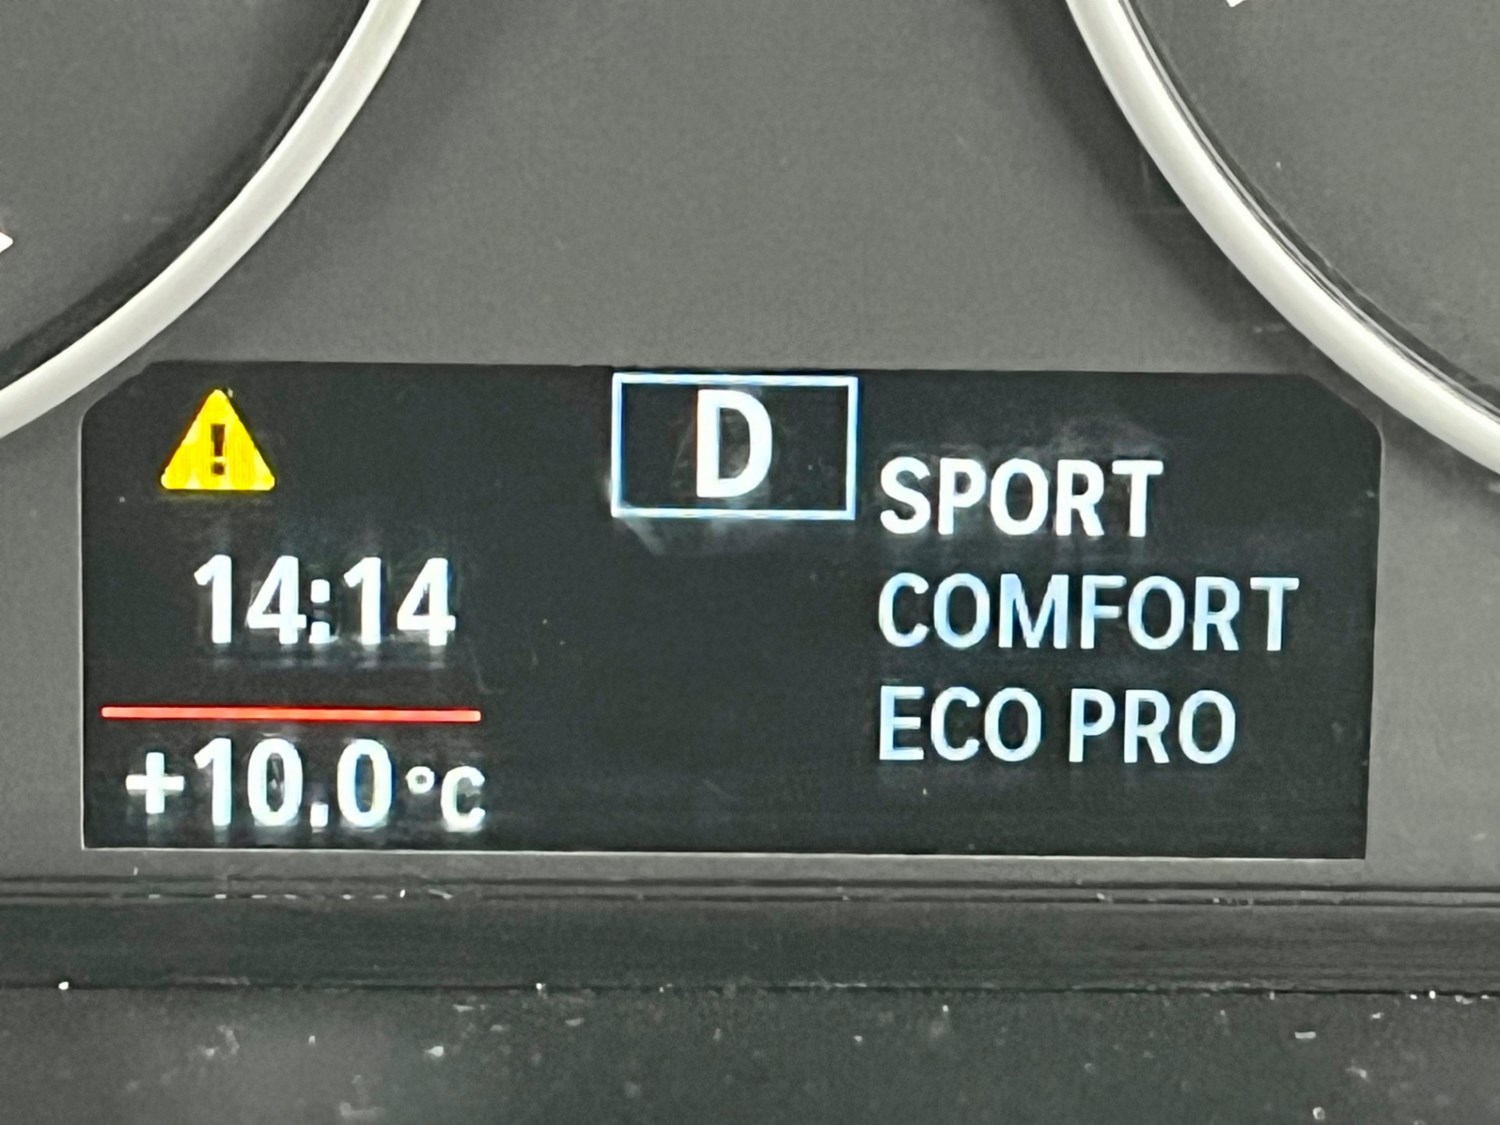 D
SPORT
14:14
COMFORT
ECO PRO
+10.0°C